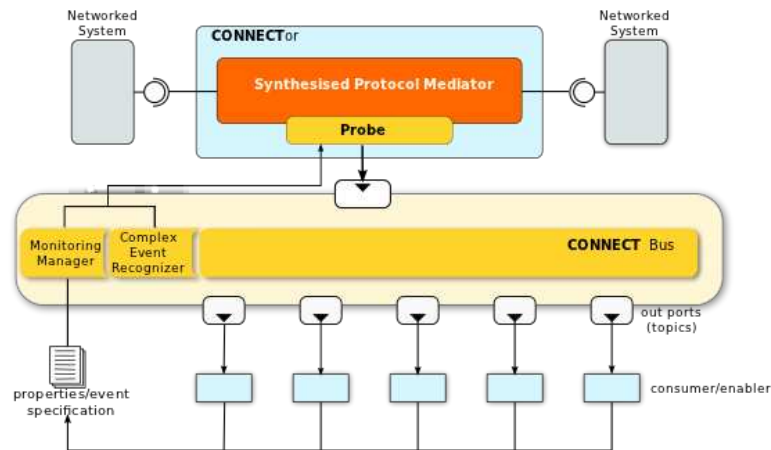 Networked
System
Networked
System
CONNECTor
Synthesised Protocol Mediator
Probe
Monitoring
Manager
Complex
Event
Recognizer
CONNECT Bus
out ports
(topics)
properties/event
specification
consumer/enabler